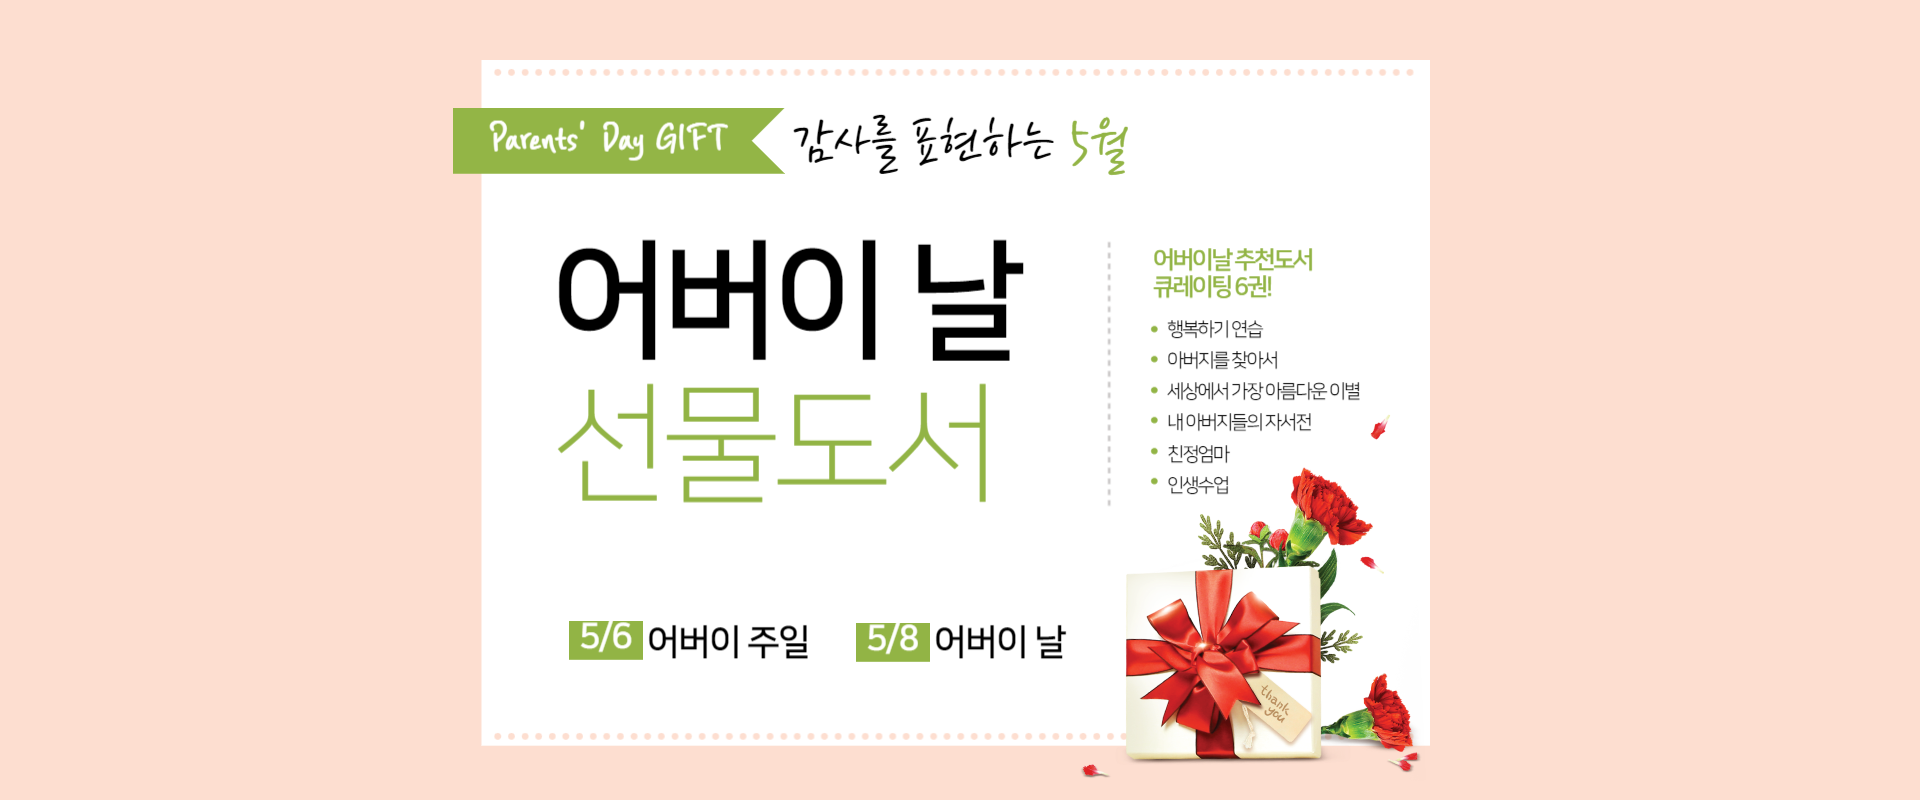 Parents' Day GIFT 감사를 표현하는 5월
어버이 날
선물도서
어버이날 추천도서
큐레이팅 6권!
• 행복하기 연습
• 아버지를 찾아서
• 세상에서 가장 아름다운 이별
• 내 아버지들의 자서전
• 친정엄마
• 인생수업
5/6 어버이 주일 5/8 어버이 날
thank
you